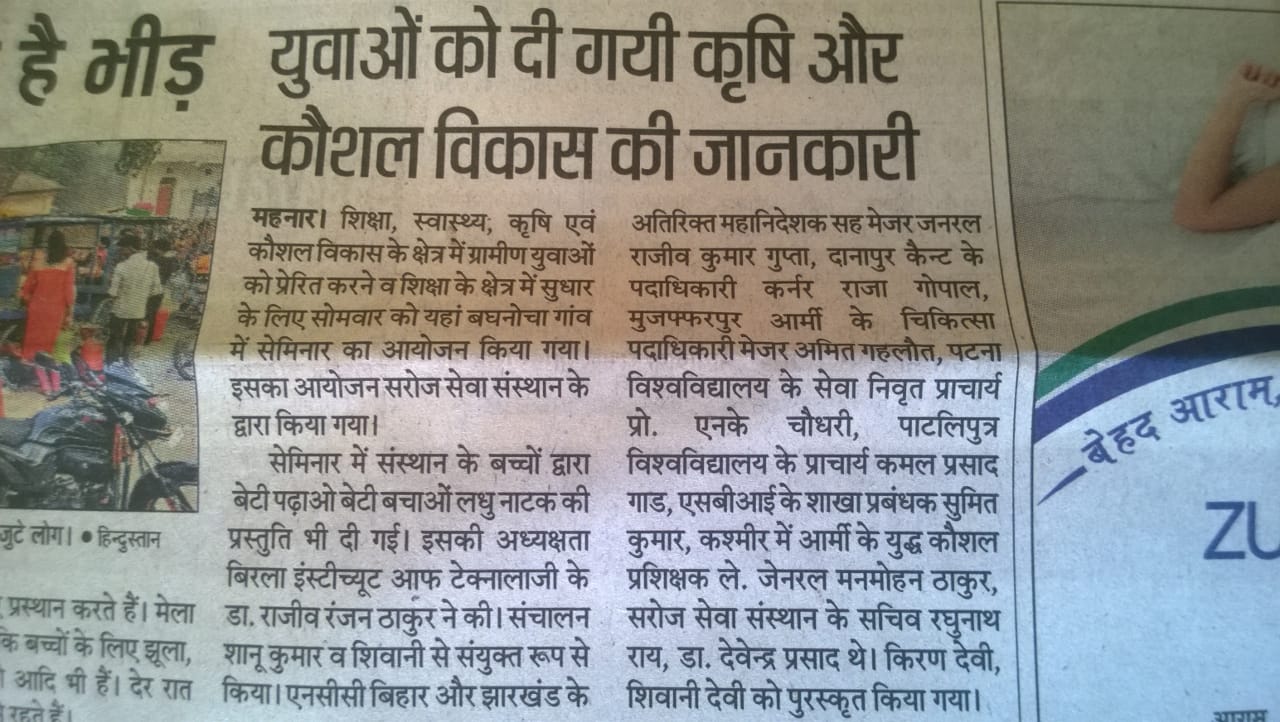 है भीड़
जुटे लोग। ● हिन्दुस्तान
प्रस्थान करते हैं। मेला
के बच्चों के लिए झूला,
आदि भी हैं। देर रात
रहते हैं।
युवाओं को दी गयी कृषि और
कौशल विकास की जानकारी
महनार। शिक्षा, स्वास्थ्य, कृषि एवं
कौशल विकास के क्षेत्र में ग्रामीण युवाओं
को प्रेरित करने व शिक्षा के क्षेत्र में सुधार
के लिए सोमवार को यहां बघनोचा गांव
में सेमिनार का आयोजन किया गया।
इसका आयोजन सरोज सेवा संस्थान के
द्वारा किया गया।
सेमिनार में संस्थान के बच्चों द्वारा
बेटी पढ़ाओ बेटी बचाओं लधु नाटक की
प्रस्तुति भी दी गई। इसकी अध्यक्षता
बिरला इंस्टीच्यूट आफ टेक्नालाजी के
डा. राजीव रंजन ठाकुर ने की। संचालन
शानू कुमार व शिवानी से संयुक्त रूप से
किया। एनसीसी बिहार और झारखंड के
अतिरिक्त महानिदेशक सह मेजर जनरल
राजीव कुमार गुप्ता, दानापुर कैन्ट के
पदाधिकारी कर्नर राजा गोपाल,
मुजफ्फरपुर आर्मी के चिकित्सा
पदाधिकारी मेजर अमित गहलौत, पटना
विश्वविद्यालय के सेवा निवृत प्राचार्य
प्रो. एनके चौधरी, पाटलिपुत्र
विश्वविद्यालय के प्राचार्य कमल प्रसाद
गाड, एसबीआई के शाखा प्रबंधक सुमित
कुमार, कश्मीर में आर्मी के युद्ध कौशल
प्रशिक्षक ले. जेनरल मनमोहन ठाकुर,
सरोज सेवा संस्थान के सचिव रघुनाथ
राय, डा. देवेन्द्र प्रसाद थे। किरण देवी,
शिवानी देवी को पुरस्कृत किया गया।
बेहद आराम,
ZU